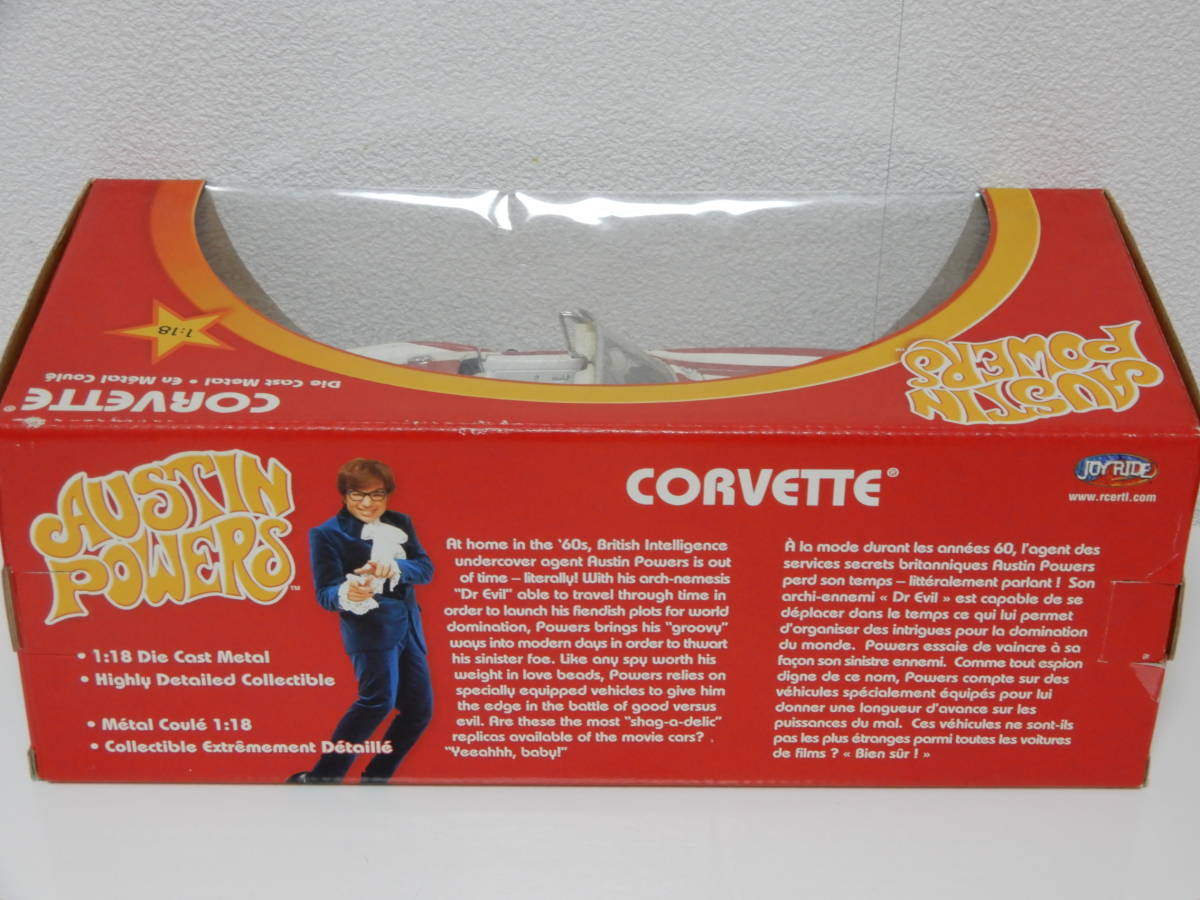 1:18
CORVETTE®
Die Cast Metal • En Métal Coulé
AUSTIN
POWERS
AUSTIN
POWERS™
• 1:18 Die Cast Metal
• Highly Detailed Collectible
• Métal Coulé 1:18
• Collectible Extrêmement Détaillé
CORVETTE®
JOY RIDE
www.rcertl.com
At home in the '60s, British Intelligence
undercover agent Austin Powers is out
of time – literally! With his arch-nemesis
"Dr Evil" able to travel through time in
order to launch his fiendish plots for world
domination, Powers brings his "groovy"
ways into modern days in order to thwart
his sinister foe. Like any spy worth his
weight in love beads, Powers relies on
specially equipped vehicles to give him
the edge in the battle of good versus
evil. Are these the most "shag-a-delic"
replicas available of the movie cars?
"Yeeahhh, baby!"
À la mode durant les années 60, l'agent des
services secrets britanniques Austin Powers
perd son temps – littéralement parlant ! Son
archi-ennemi « Dr Evil » est capable de se
déplacer dans le temps ce qui lui permet
d'organiser des intrigues pour la domination
du monde. Powers essaie de vaincre à sa
façon son sinistre ennemi. Comme tout espion
digne de ce nom, Powers compte sur des
véhicules spécialement équipés pour lui
donner une longueur d'avance sur les
puissances du mal. Ces véhicules ne sont-ils
pas les plus étranges parmi toutes les voitures
de films ? « Bien sûr ! »